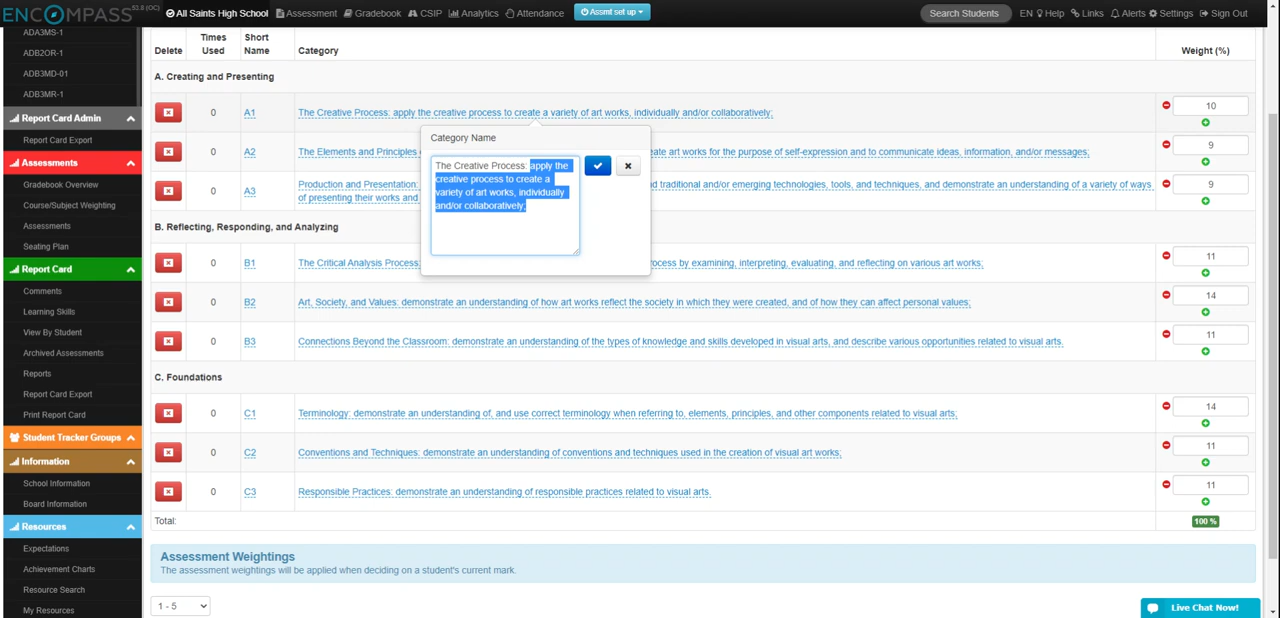 ENCOMPASS 53.8 (OC) All Saints High School Assessment Gradebook CSIP Analytics Attendance Assmt set up Search Students EN Help Links Alerts Settings Sign Out
ADA3MS-1
ADB2OR-1
ADB3MD-01
ADB3MR-1
Report Card Admin
Report Card Export
Assessments
Gradebook Overview
Course/Subject Weighting
Assessments
Seating Plan
Report Card
Comments
Learning Skills
View By Student
Archived Assessments
Reports
Report Card Export
Print Report Card
Student Tracker Groups
Information
School Information
Board Information
Resources
Expectations
Achievement Charts
Resource Search
My Resources
Delete Times Used Short Name Category Weight (%)
A. Creating and Presenting
0 A1 The Creative Process: apply the creative process to create a variety of art works, individually and/or collaboratively; 10
Category Name
The Creative Process: apply the
creative process to create a
variety of art works, individually
and/or collaboratively;
0 A2 The Elements and Principles eate art works for the purpose of self-expression and to communicate ideas, information, and/or messages; 9
0 A3 Production and Presentation: nd traditional and/or emerging technologies, tools, and techniques, and demonstrate an understanding of a variety of ways 9
of presenting their works and
B. Reflecting, Responding, and Analyzing
0 B1 The Critical Analysis Process: ocess by examining, interpreting, evaluating, and reflecting on various art works; 11
0 B2 Art, Society, and Values: demonstrate an understanding of how art works reflect the society in which they were created, and of how they can affect personal values; 14
0 B3 Connections Beyond the Classroom: demonstrate an understanding of the types of knowledge and skills developed in visual arts, and describe various opportunities related to visual arts. 11
C. Foundations
0 C1 Terminology: demonstrate an understanding of, and use correct terminology when referring to, elements, principles, and other components related to visual arts; 14
0 C2 Conventions and Techniques: demonstrate an understanding of conventions and techniques used in the creation of visual art works; 11
0 C3 Responsible Practices: demonstrate an understanding of responsible practices related to visual arts. 11
Total: 100 %
Assessment Weightings
The assessment weightings will be applied when deciding on a student's current mark.
1 - 5
Live Chat Now!